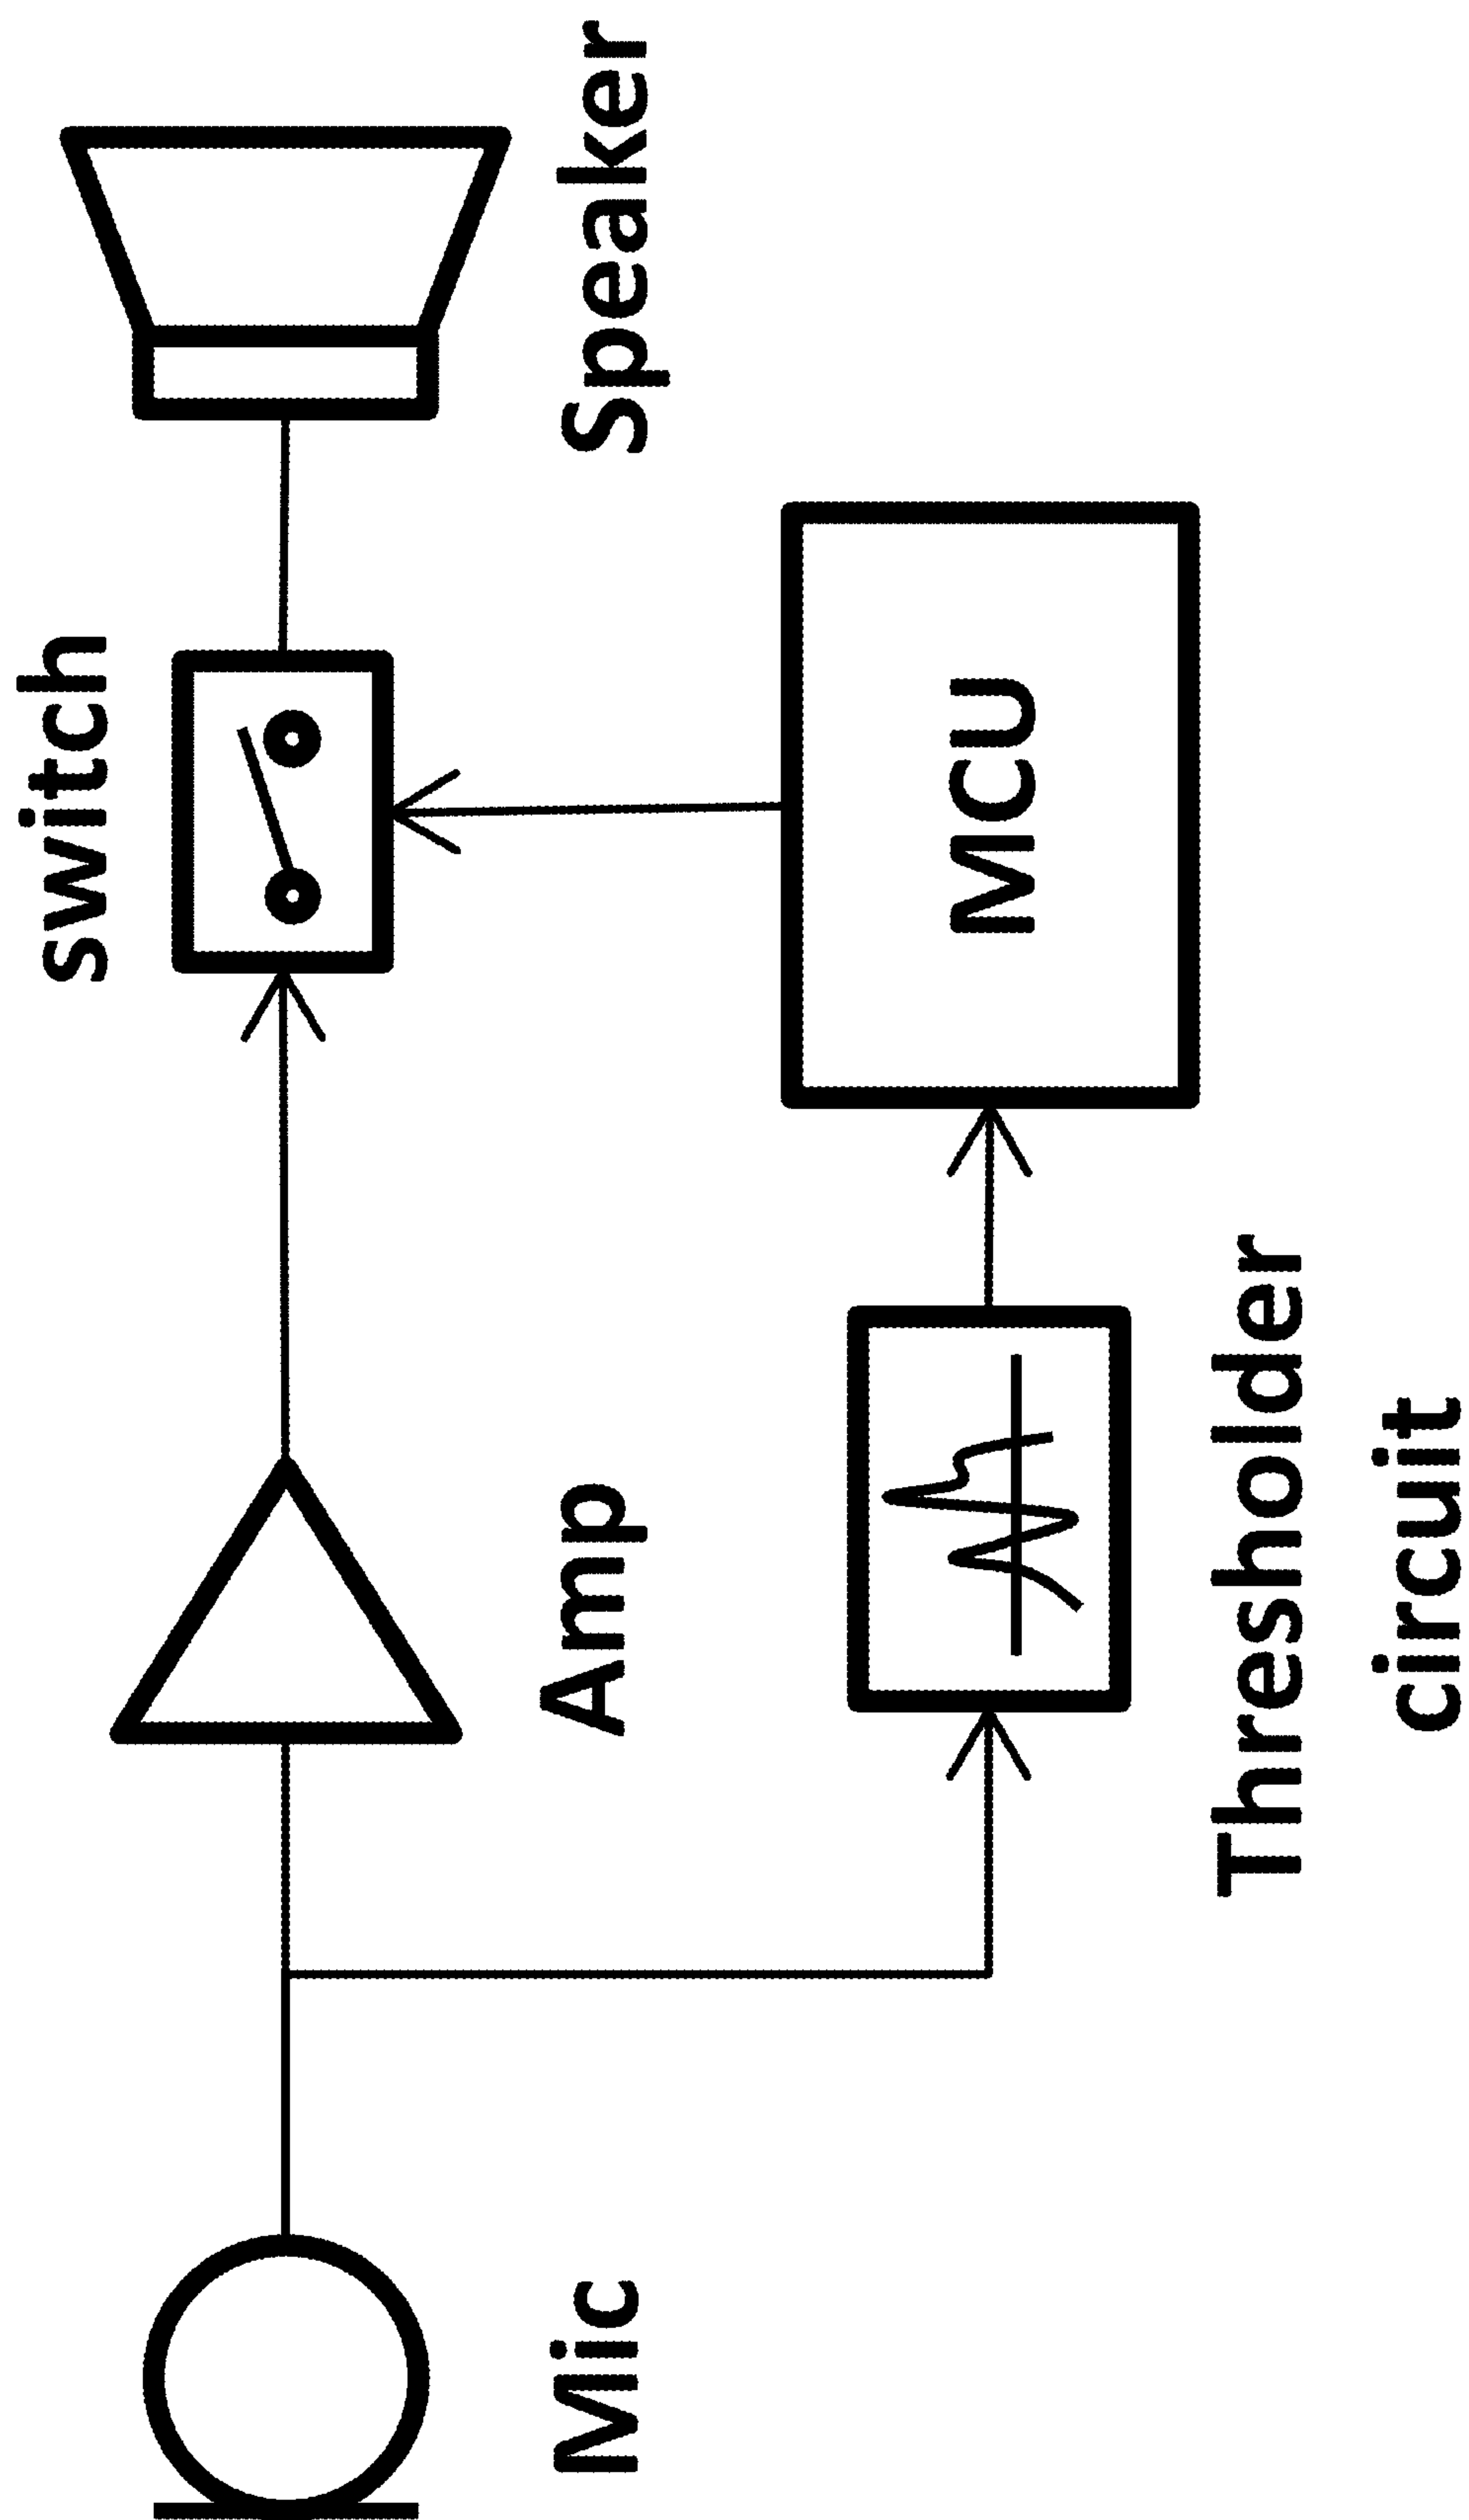 switch
Speaker
Mic
Amp
MCU
Thresholder
circuit